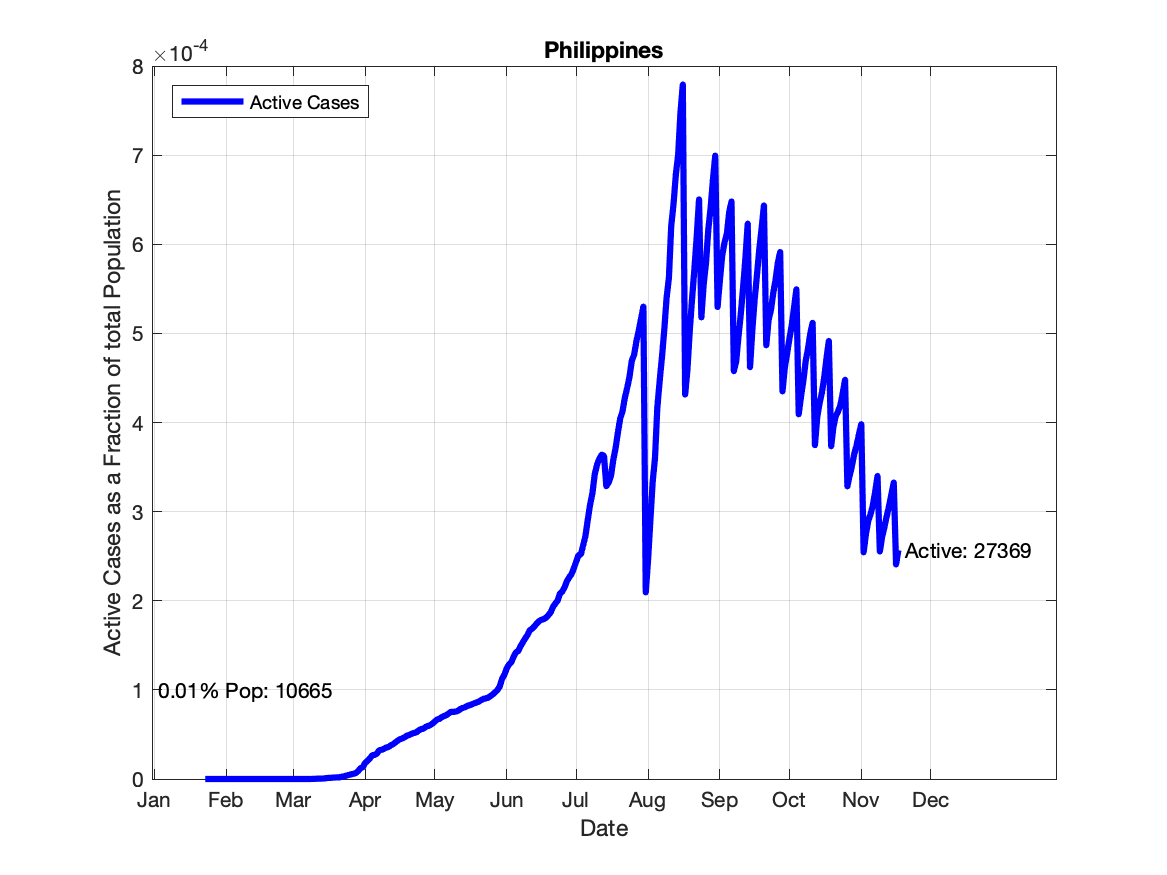 Philippines
×10-4
Active Cases
8
7
6
5
4
3
2
1
0
Active Cases as a Fraction of total Population
0.01% Pop: 10665
Active: 27369
Jan Feb Mar Apr May Jun Jul Aug Sep Oct Nov Dec
Date